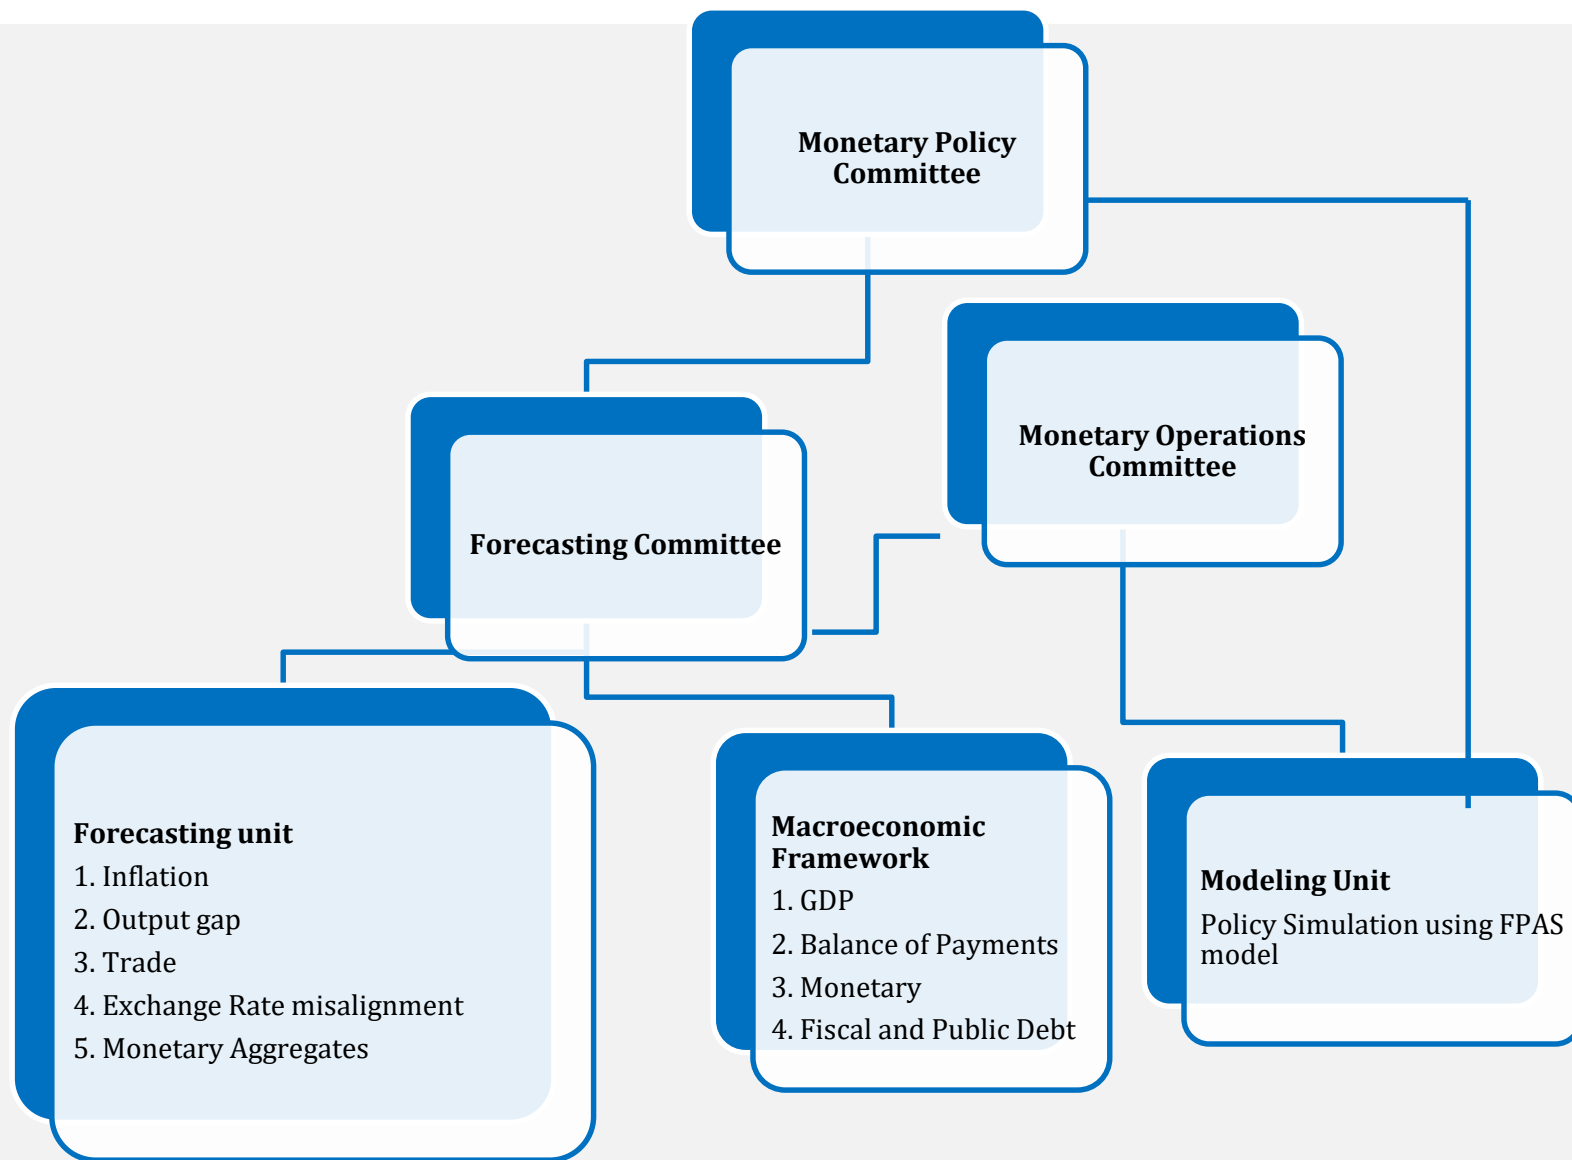 Monetary Policy
Committee
Monetary Operations
Committee
Forecasting Committee
Forecasting unit
1. Inflation
2. Output gap
3. Trade
4. Exchange Rate misalignment
5. Monetary Aggregates
Macroeconomic
Framework
1. GDP
2. Balance of Payments
3. Monetary
4. Fiscal and Public Debt
Modeling Unit
Policy Simulation using FPAS
model